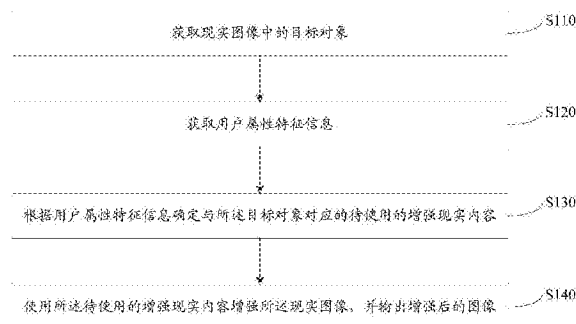 获取现实图像中的目标对象
S110
获取用户属性特征信息
S120
根据用户属性特征信息确定与所述目标对象对应的待使用的增强现实内容
S130
使用所述待使用的增强现实内容增强所述现实图像，并输出增强后的图像
S140